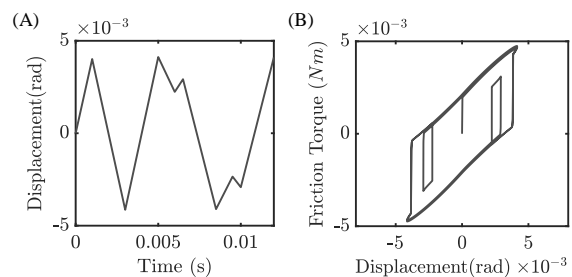 (A)
×10⁻³
5
0
-5
Displacement(rad)
0
0.005
0.01
Time (s)
(B)
×10⁻³
5
0
-5
Friction Torque (Nm)
-5
0
5
Displacement(rad) ×10⁻³